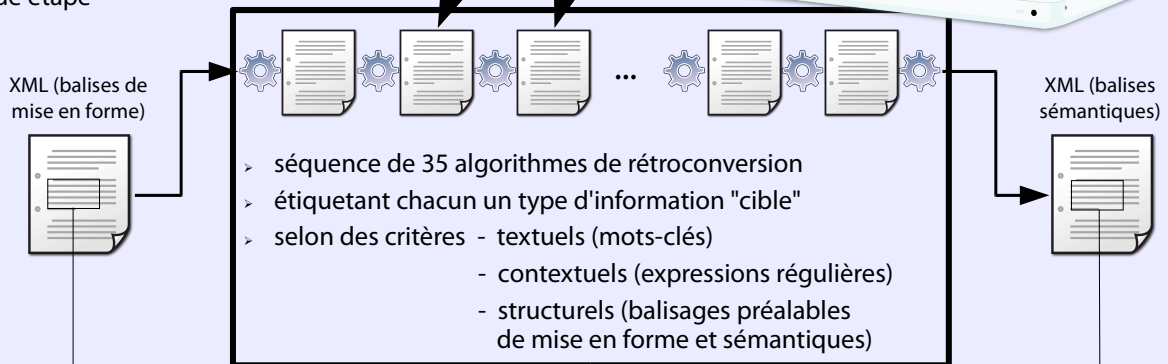 de étape
XML (balises de
mise en forme)
...
XML (balises
sémantiques)
➢ séquence de 35 algorithmes de rétroconversion
➢ étiquetant chacun un type d'information "cible"
➢ selon des critères - textuels (mots-clés)
- contextuels (expressions régulières)
- structurels (balisages préalables
de mise en forme et sémantiques)